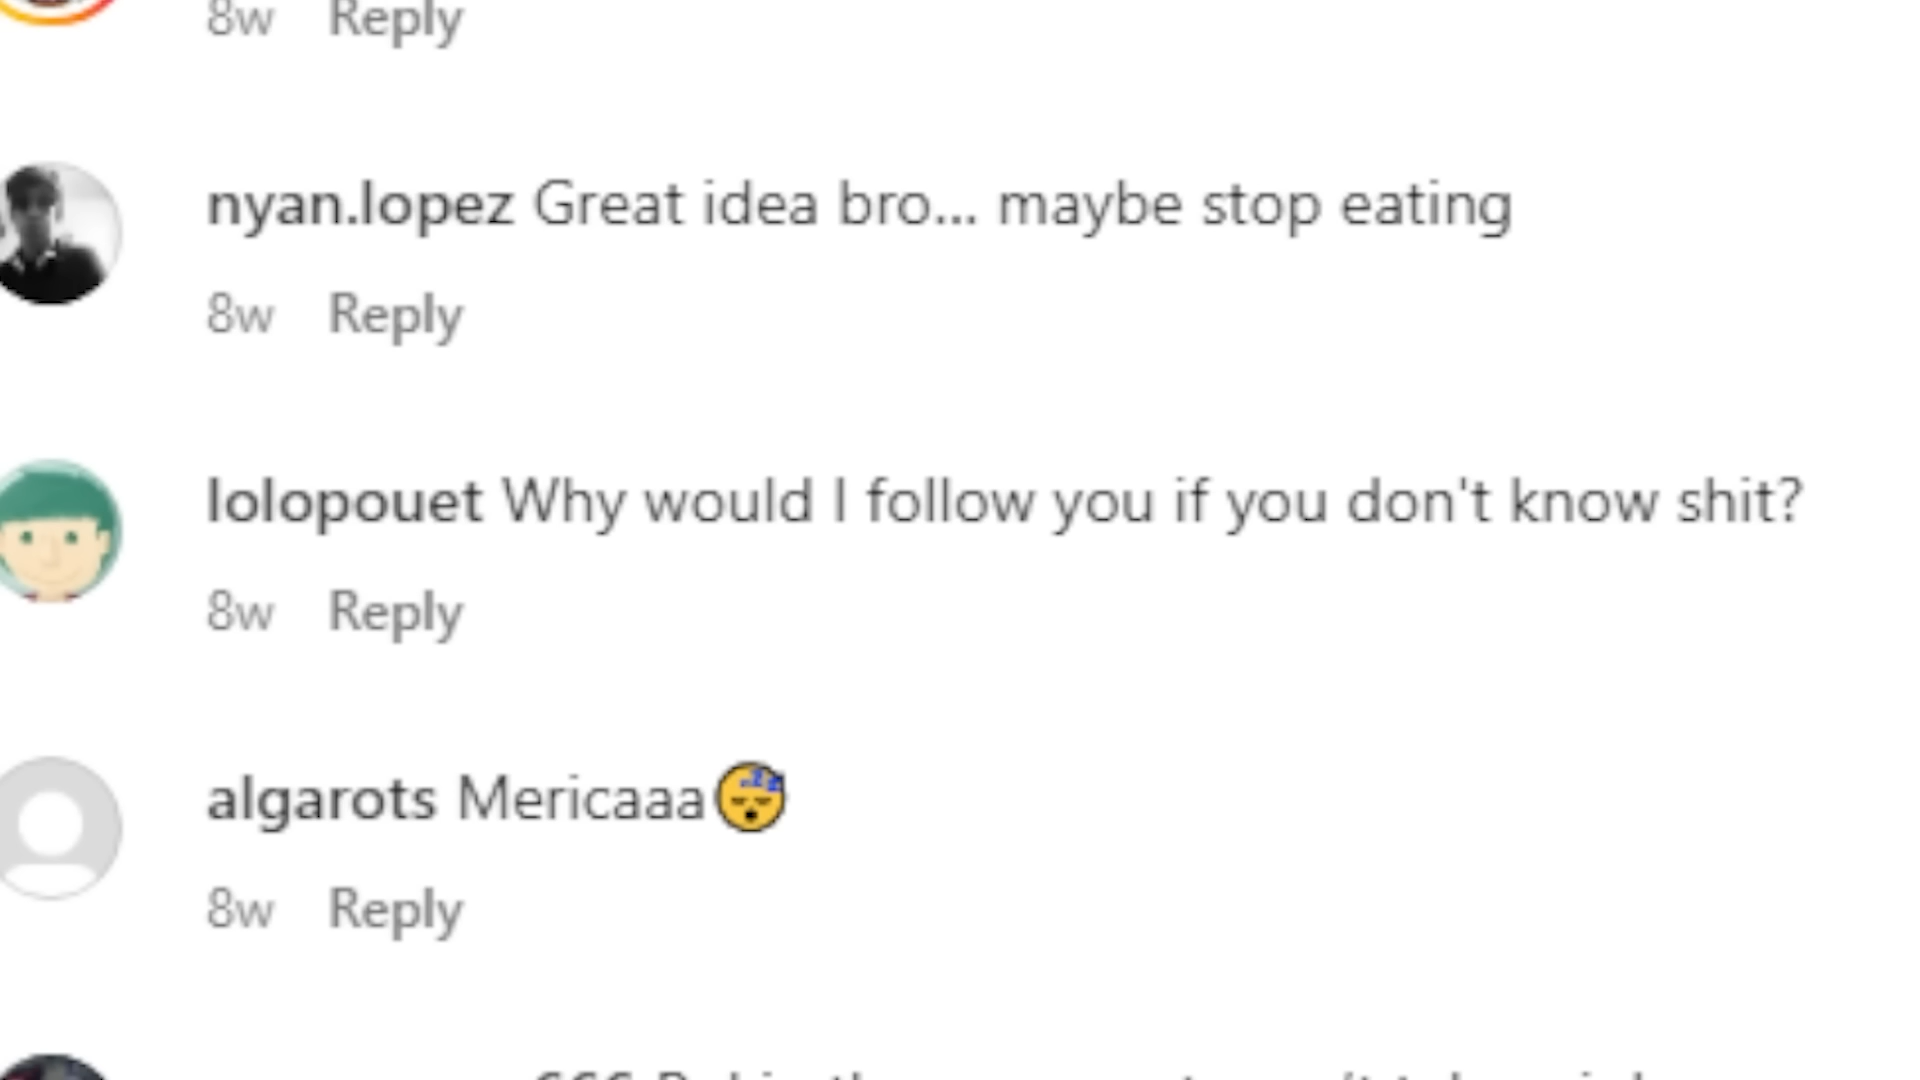 8w Reply
nyan.lopez Great idea bro... maybe stop eating
8w Reply
lolopouet Why would I follow you if you don't know shit?
8w Reply
algarots Mericaaa😴
8w Reply